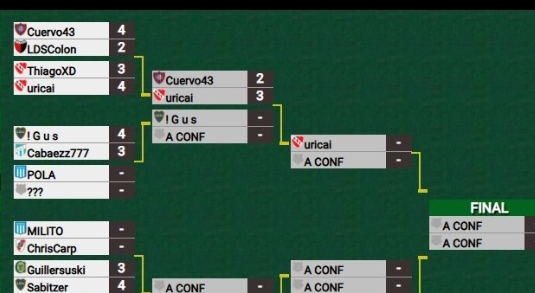 Cuervo43 4
LDSColon 2
ThiagoXD 3
uricai 4
Cuervo43 2
uricai 3
! G u s -
A CONF -
! G u s 4
Cabaezz777 3
POLA -
??? -
uricai -
A CONF -
FINAL
A CONF
A CONF
MILITO -
ChrisCarp -
Guillersuski 3
Sabitzer 4
A CONF -
A CONF -
A CONF -